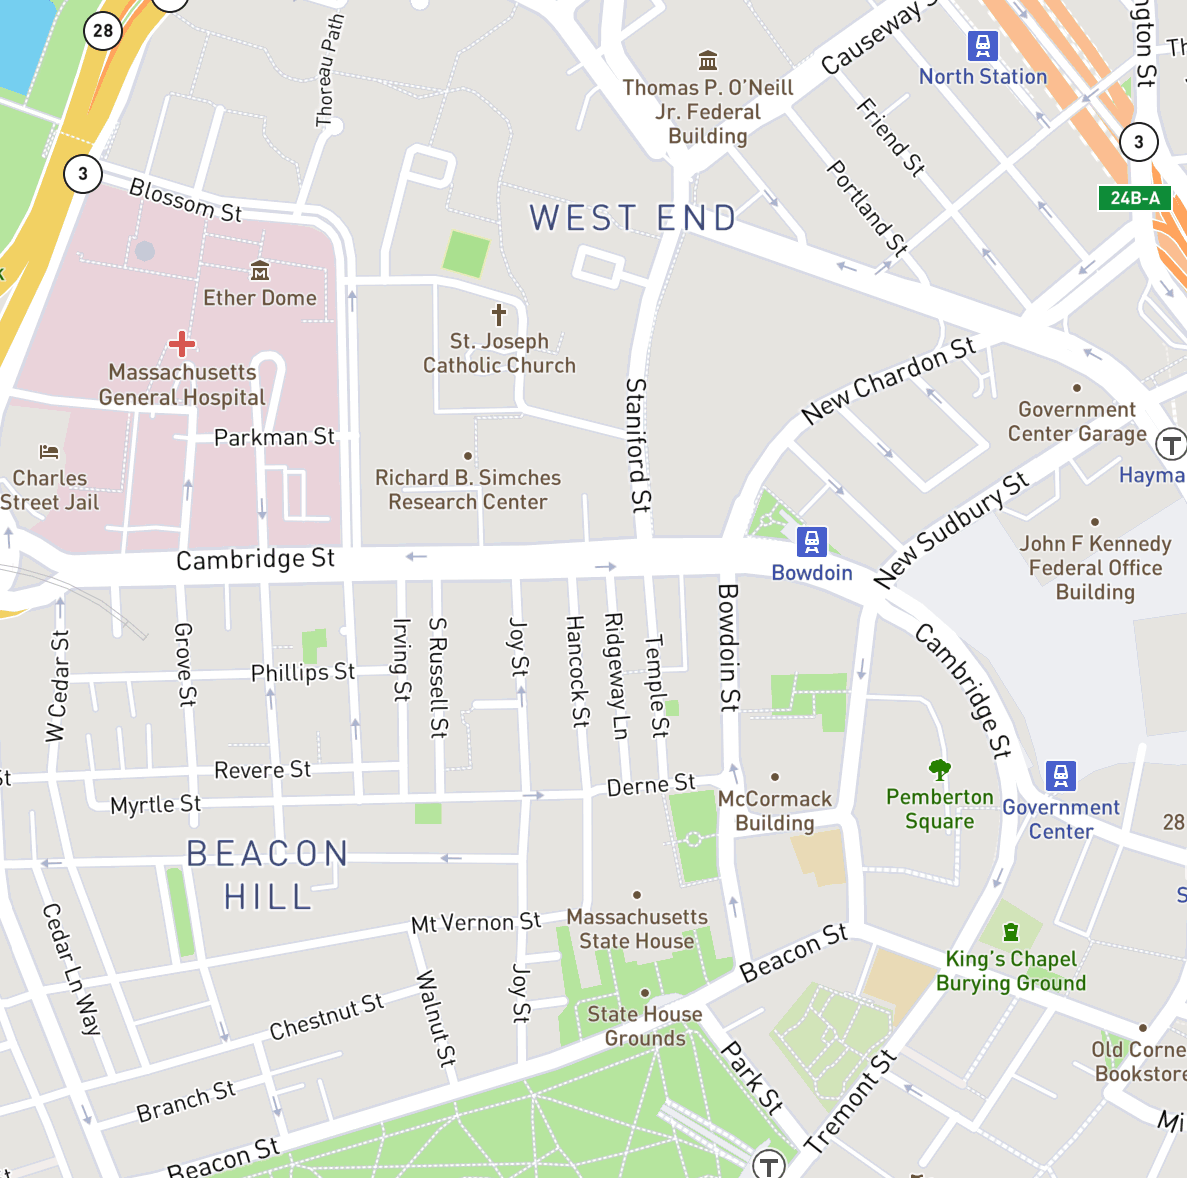 28
Thoreau Path
Causeway S
ngton St
Th
North Station
Thomas P. O'Neill
Jr. Federal
Building
Friend St
3
3
24B-A
Blossom St
Portland St
WEST END
k
Ether Dome
St. Joseph
Catholic Church
Massachusetts
General Hospital
New Chardon St
Staniford St
Government
Center Garage
Parkman St
T
Hayma
Charles
Street Jail
Richard B. Simches
Research Center
New Sudbury St
John F Kennedy
Federal Office
Building
Cambridge St
Bowdoin
Bowdoin St
W Cedar St
Grove St
Irving St
S Russell St
Joy St
Hancock St
Ridgeway Ln
Temple St
Cambridge St
Phillips St
St
Revere St
Derne St
Myrtle St
McCormack
Building
Pemberton
Square
Government
Center
28
BEACON
HILL
S
Cedar Ln Way
Mt Vernon St
Massachusetts
State House
Beacon St
King's Chapel
Burying Ground
Walnut St
Joy St
Chestnut St
State House
Grounds
Park St
Old Corne
Bookstore
Branch St
Tremont St
Mi
Beacon St
T